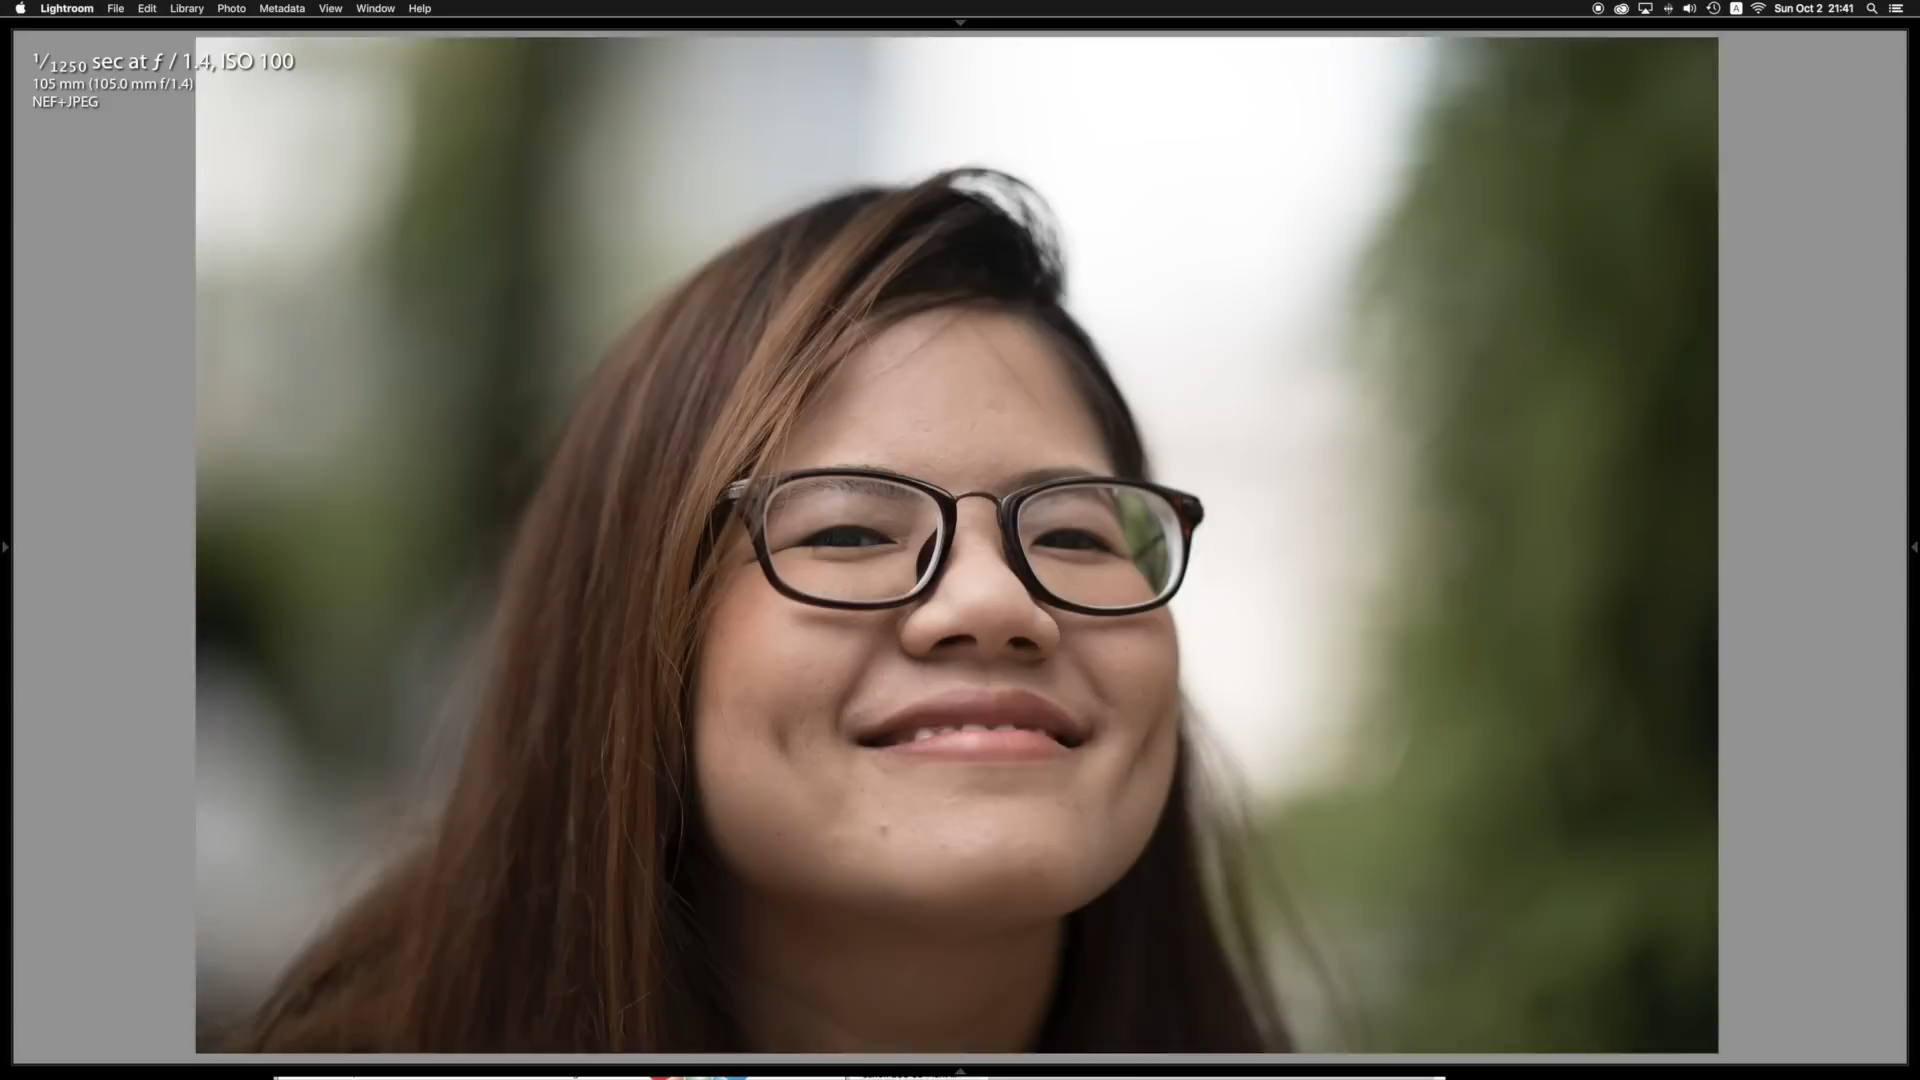 Lightroom File Edit Library Photo Metadata View Window Help A Sun Oct 2 21:41
1/1250 sec at ƒ / 1.4, ISO 100
105 mm (105.0 mm f/1.4)
NEF+JPEG